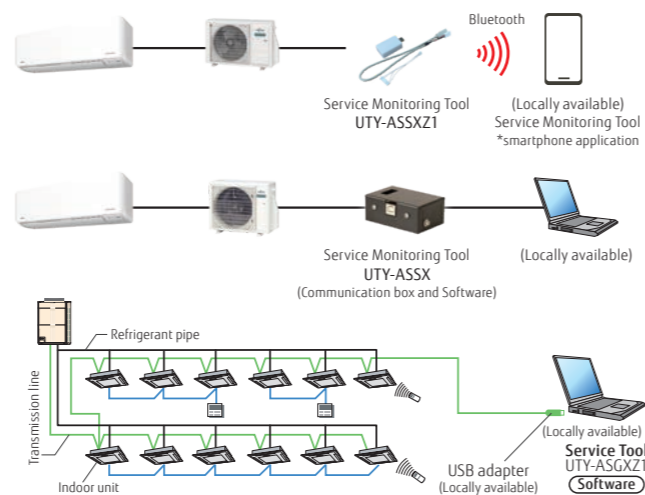 Bluetooth
Service Monitoring Tool
UTY-ASSXZ1
(Locally available)
Service Monitoring Tool
*smartphone application
Service Monitoring Tool
UTY-ASSX
(Communication box and Software)
(Locally available)
Refrigerant pipe
Transmission line
Indoor unit
USB adapter
(Locally available)
(Locally available)
Service Tool
UTY-ASGXZ1
Software